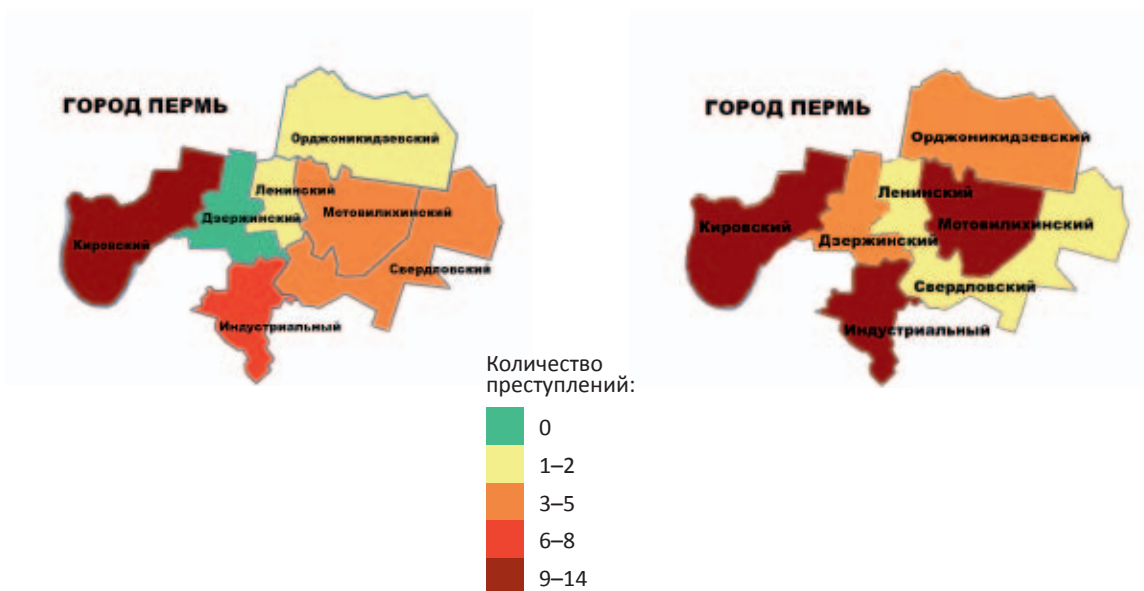 ГОРОД ПЕРМЬ
Орджоникидзевский
Ленинский
Мотовилихинский
Дзержинский
Кировский
Свердловский
Индустриальный
ГОРОД ПЕРМЬ
Орджоникидзевский
Ленинский
Кировский
Мотовилихинский
Дзержинский
Свердловский
Индустриальный
Количество
преступлений:
0
1–2
3–5
6–8
9–14